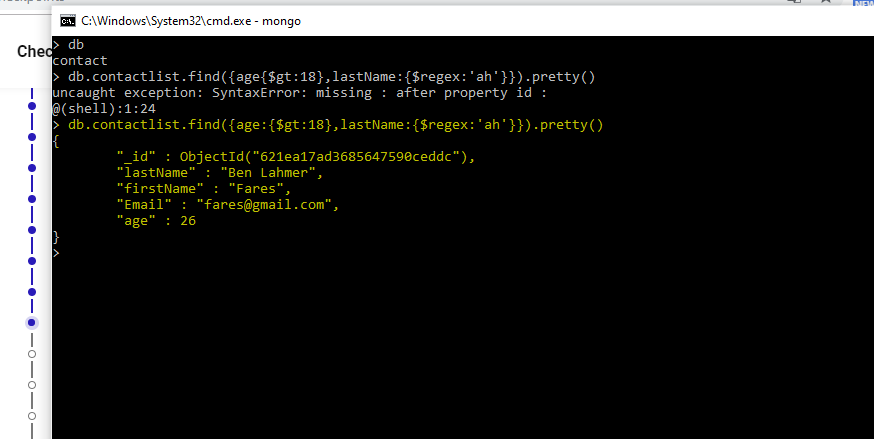 C:\Windows\System32\cmd.exe - mongo
NEW
Chec
> db
contact
> db.contactlist.find({age{$gt:18},lastName:{$regex:'ah'}}).pretty()
uncaught exception: SyntaxError: missing : after property id :
@(shell):1:24
> db.contactlist.find({age:{$gt:18},lastName:{$regex:'ah'}}).pretty()
{
"_id" : ObjectId("621ea17ad3685647590ceddc"),
"lastName" : "Ben Lahmer",
"firstName" : "Fares",
"Email" : "fares@gmail.com",
"age" : 26
}
>